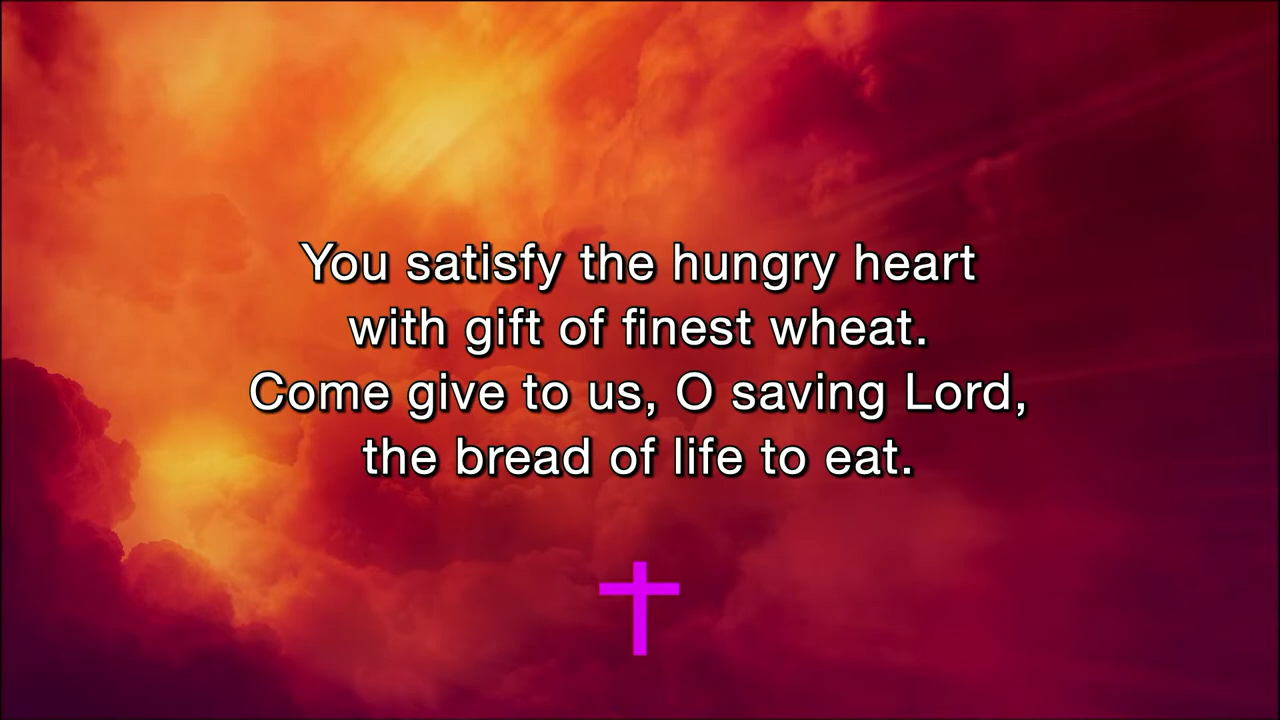 You satisfy the hungry heart
with gift of finest wheat.
Come give to us, O saving Lord,
the bread of life to eat.